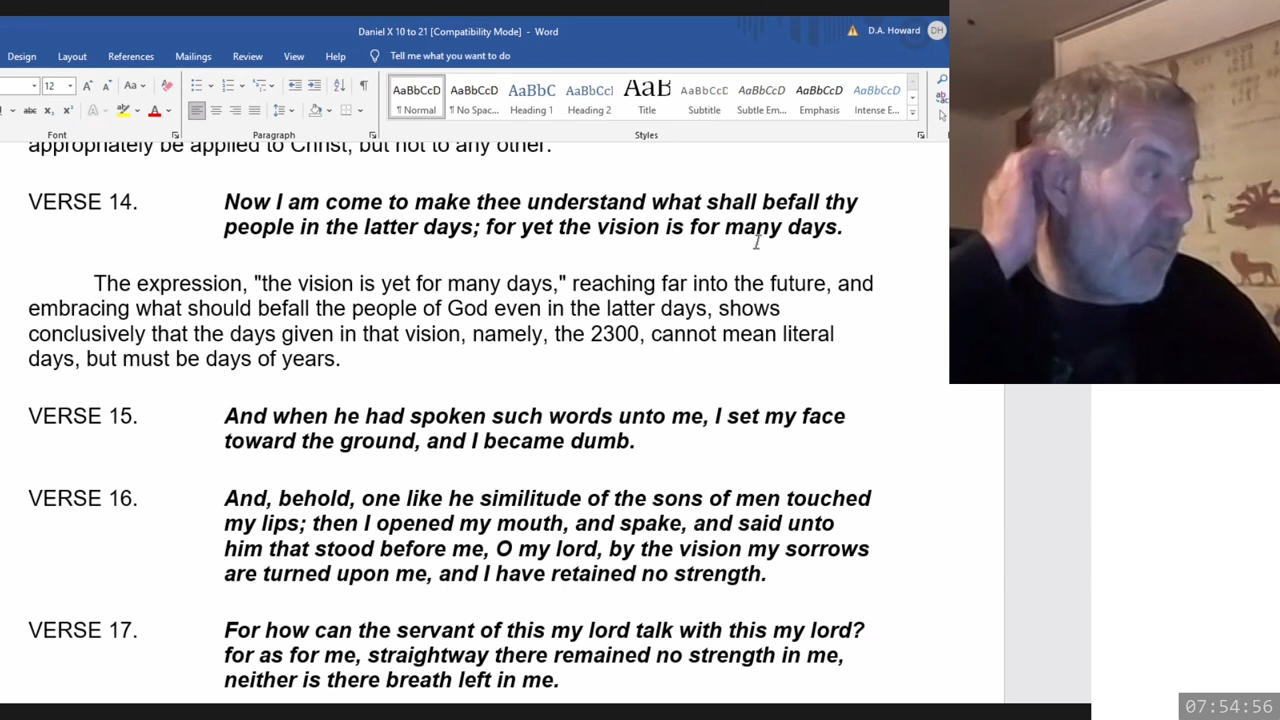 Daniel X 10 to 21 [Compatibility Mode] - Word
D.A. Howard
DH
Design Layout References Mailings Review View Help Tell me what you want to do
12
Aa
AaBbCcD AaBbCcD AaBbC AaBbCc AaB AaBbCcD AaBbCcD AaBbCcD AaBbCcD
¶ Normal ¶ No Spac... Heading 1 Heading 2 Title Subtitle Subtle Em... Emphasis Intense E...
Font Paragraph Styles
appropriately be applied to Christ, but not to any other.
VERSE 14. Now I am come to make thee understand what shall befall thy
people in the latter days; for yet the vision is for many days.
The expression, "the vision is yet for many days," reaching far into the future, and
embracing what should befall the people of God even in the latter days, shows
conclusively that the days given in that vision, namely, the 2300, cannot mean literal
days, but must be days of years.
VERSE 15. And when he had spoken such words unto me, I set my face
toward the ground, and I became dumb.
VERSE 16. And, behold, one like he similitude of the sons of men touched
my lips; then I opened my mouth, and spake, and said unto
him that stood before me, O my lord, by the vision my sorrows
are turned upon me, and I have retained no strength.
VERSE 17. For how can the servant of this my lord talk with this my lord?
for as for me, straightway there remained no strength in me,
neither is there breath left in me.
07:54:56